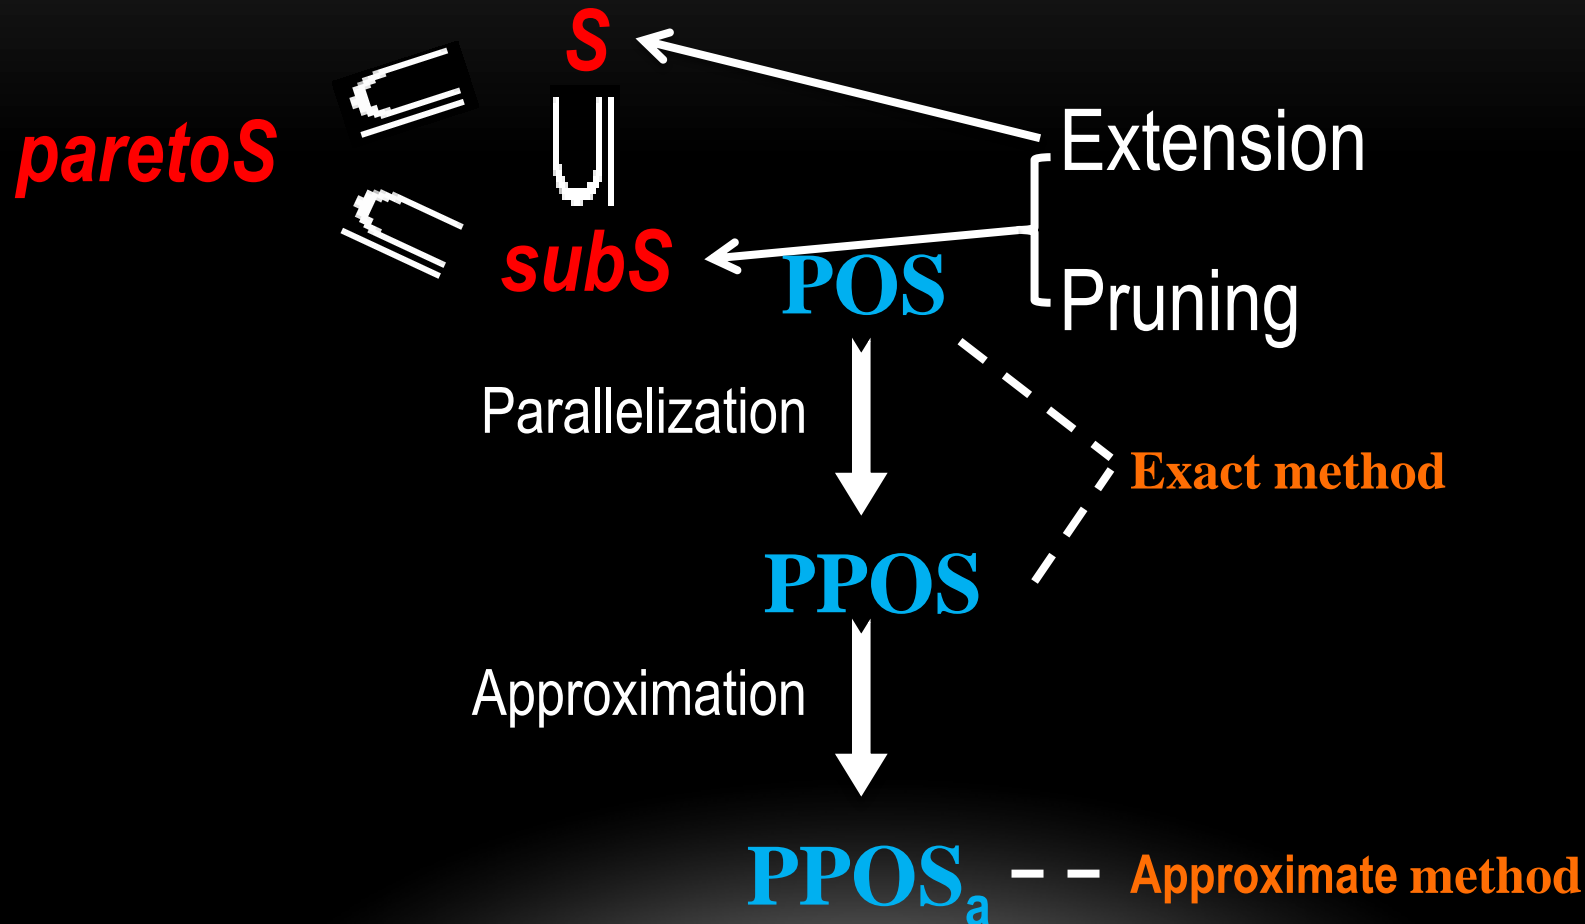 S
paretoS
Extension
subS
POS
Pruning
Parallelization
Exact method
PPOS
Approximation
PPOSₐ
Approximate method